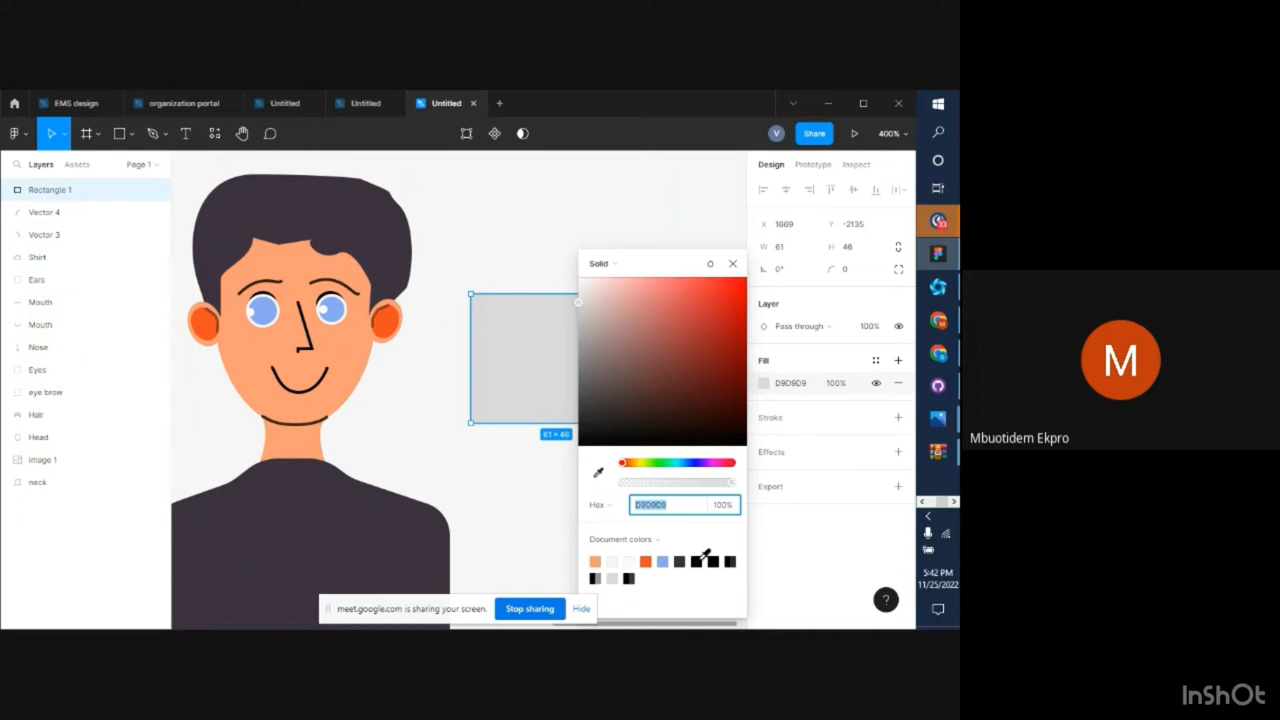 EMS design
organization portal
Untitled
Untitled
Untitled
V
Share
400%
Layers
Assets
Page 1
Design
Prototype
Inspect
Rectangle 1
Vector 4
Vector 3
Shirt
Ears
Mouth
Mouth
Nose
Eyes
eye brow
Hair
Head
Image 1
neck
X 1669
Y -2135
W 61
H 46
0°
0
Layer
Pass through
100%
Fill
D9D9D9
100%
Stroke
Effects
Export
Solid
61 × 46
Hex
D9D9D9
100%
Document colors
?
meet.google.com is sharing your screen.
Stop sharing
Hide
5:42 PM
11/25/2022
M
Mbuotidem Ekpro
InShOt